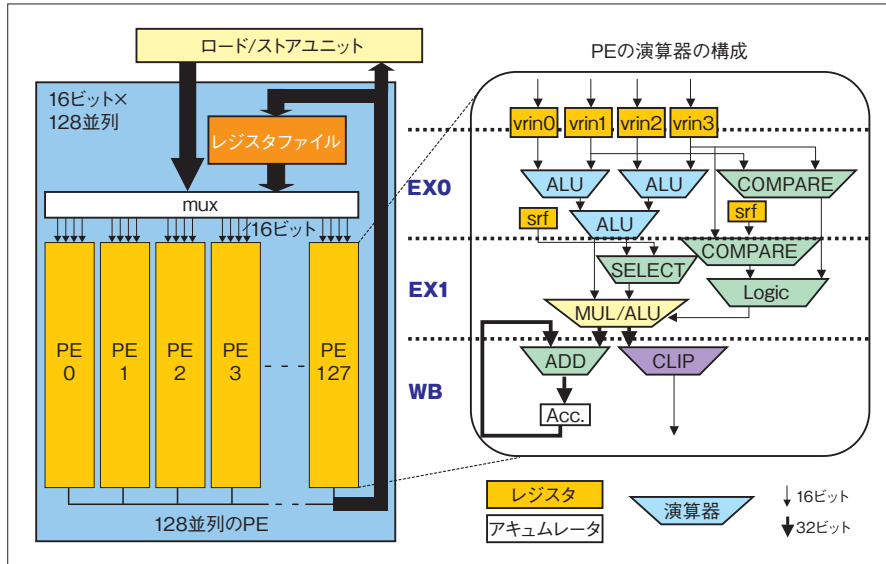 ロード/ストアユニット
16ビット×
128並列
レジスタファイル
mux
16ビット
PE
0
PE
1
PE
2
PE
3
PE
127
128並列のPE
PEの演算器の構成
vrin0
vrin1
vrin2
vrin3
EX0
ALU
ALU
COMPARE
srf
srf
ALU
EX1
COMPARE
SELECT
Logic
MUL/ALU
WB
ADD
CLIP
Acc.
レジスタ
アキュムレータ
演算器
16ビット
32ビット